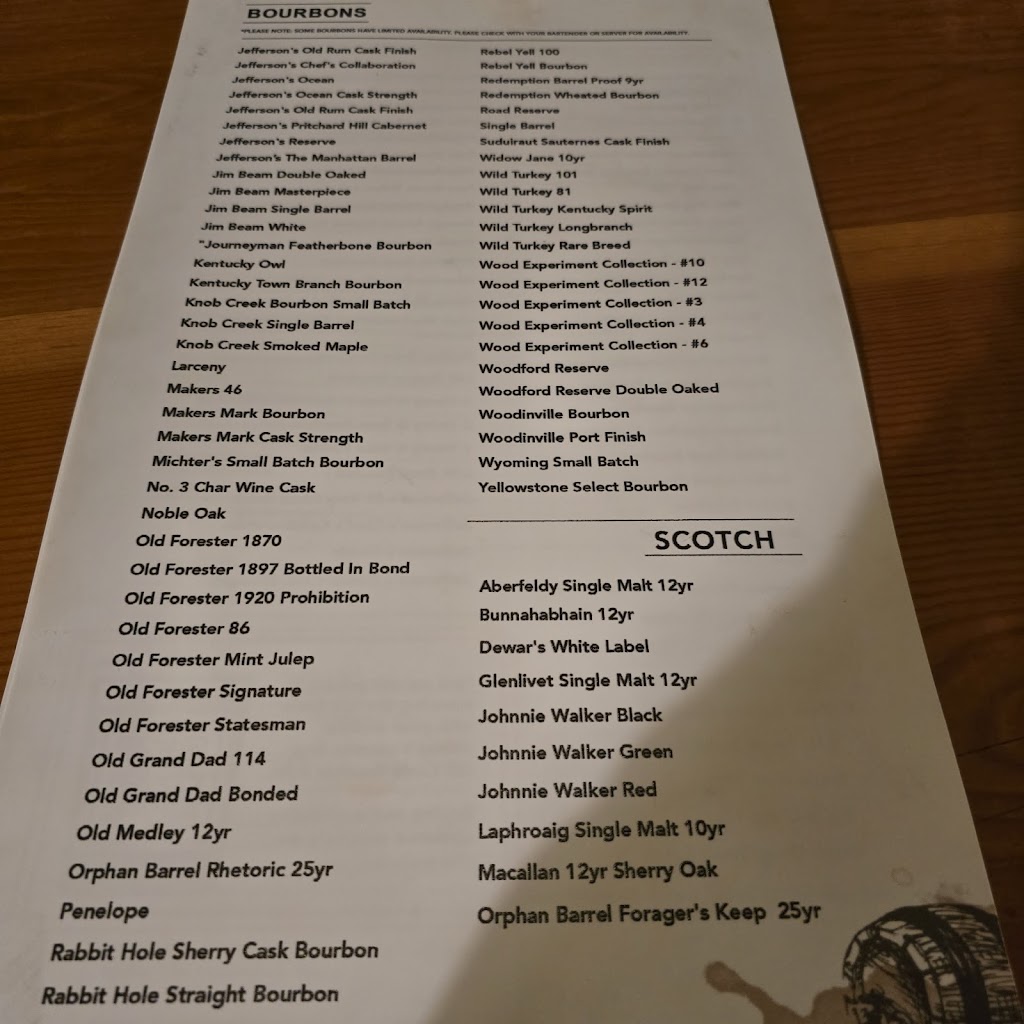 BOURBONS
*PLEASE NOTE: SOME BOURBONS HAVE LIMITED AVAILABILITY. PLEASE CHECK WITH YOUR BARTENDER OR SERVER FOR AVAILABILITY.
Jefferson's Old Rum Cask Finish
Jefferson's Chef's Collaboration
Jefferson's Ocean
Jefferson's Ocean Cask Strength
Jefferson's Old Rum Cask Finish
Jefferson's Pritchard Hill Cabernet
Jefferson's Reserve
Jefferson's The Manhattan Barrel
Jim Beam Double Oaked
Jim Beam Masterpiece
Jim Beam Single Barrel
Jim Beam White
"Journeyman Featherbone Bourbon
Kentucky Owl
Kentucky Town Branch Bourbon
Knob Creek Bourbon Small Batch
Knob Creek Single Barrel
Knob Creek Smoked Maple
Larceny
Makers 46
Makers Mark Bourbon
Makers Mark Cask Strength
Michter's Small Batch Bourbon
No. 3 Char Wine Cask
Noble Oak
Old Forester 1870
Old Forester 1897 Bottled In Bond
Old Forester 1920 Prohibition
Old Forester 86
Old Forester Mint Julep
Old Forester Signature
Old Forester Statesman
Old Grand Dad 114
Old Grand Dad Bonded
Old Medley 12yr
Orphan Barrel Rhetoric 25yr
Penelope
Rabbit Hole Sherry Cask Bourbon
Rabbit Hole Straight Bourbon
Rebel Yell 100
Rebel Yell Bourbon
Redemption Barrel Proof 9yr
Redemption Wheated Bourbon
Road Reserve
Single Barrel
Suduiraut Sauternes Cask Finish
Widow Jane 10yr
Wild Turkey 101
Wild Turkey 81
Wild Turkey Kentucky Spirit
Wild Turkey Longbranch
Wild Turkey Rare Breed
Wood Experiment Collection - #10
Wood Experiment Collection - #12
Wood Experiment Collection - #3
Wood Experiment Collection - #4
Wood Experiment Collection - #6
Woodford Reserve
Woodford Reserve Double Oaked
Woodinville Bourbon
Woodinville Port Finish
Wyoming Small Batch
Yellowstone Select Bourbon
SCOTCH
Aberfeldy Single Malt 12yr
Bunnahabhain 12yr
Dewar's White Label
Glenlivet Single Malt 12yr
Johnnie Walker Black
Johnnie Walker Green
Johnnie Walker Red
Laphroaig Single Malt 10yr
Macallan 12yr Sherry Oak
Orphan Barrel Forager's Keep 25yr